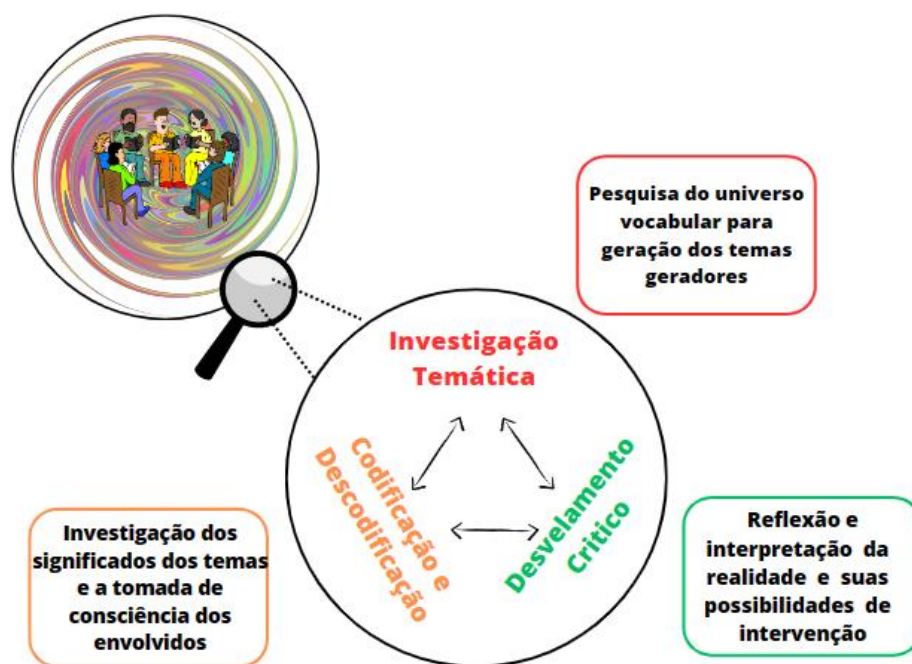 Pesquisa do universo
vocabular para
geração dos temas
geradores
Investigação
Temática
Codificação e
Descodificação
Desvelamento
Critico
Investigação dos
significados dos temas
e a tomada de
consciência dos
envolvidos
Reflexão e
interpretação da
realidade e suas
possibilidades de
intervenção